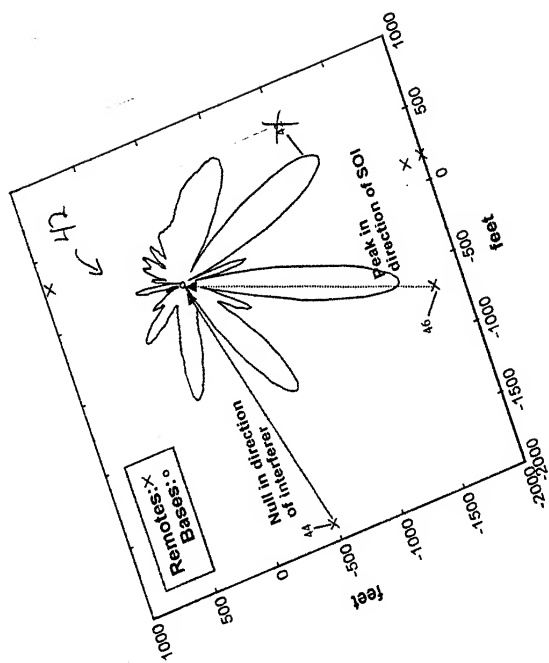 42
Remotes:x
Bases:o
Null in direction
of interferer
44
Peak in
direction of SOI
46
1000
500
0
-500
-1000
-1500
-2000
feet
-2000
-1500
-1000
-500
0
500
1000
feet